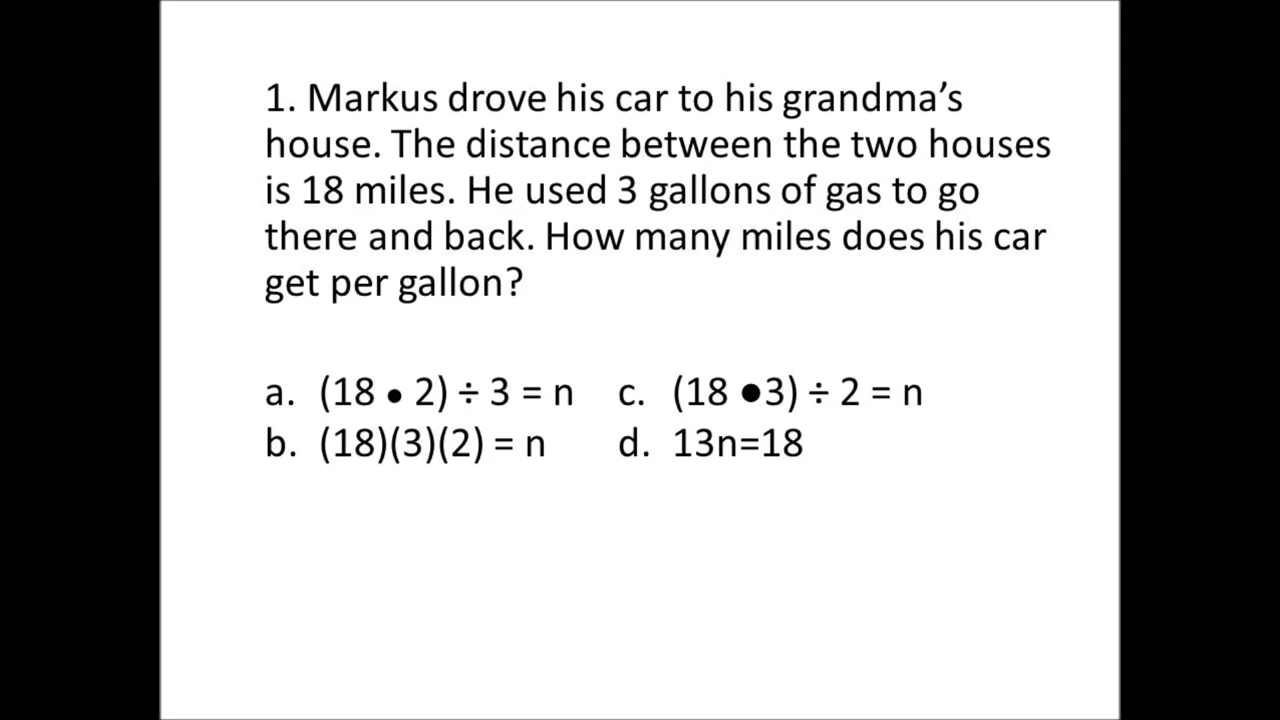 1. Markus drove his car to his grandma’s
house. The distance between the two houses
is 18 miles. He used 3 gallons of gas to go
there and back. How many miles does his car
get per gallon?
a. (18 • 2) ÷ 3 = n c. (18 ●3) ÷ 2 = n
b. (18)(3)(2) = n d. 13n=18